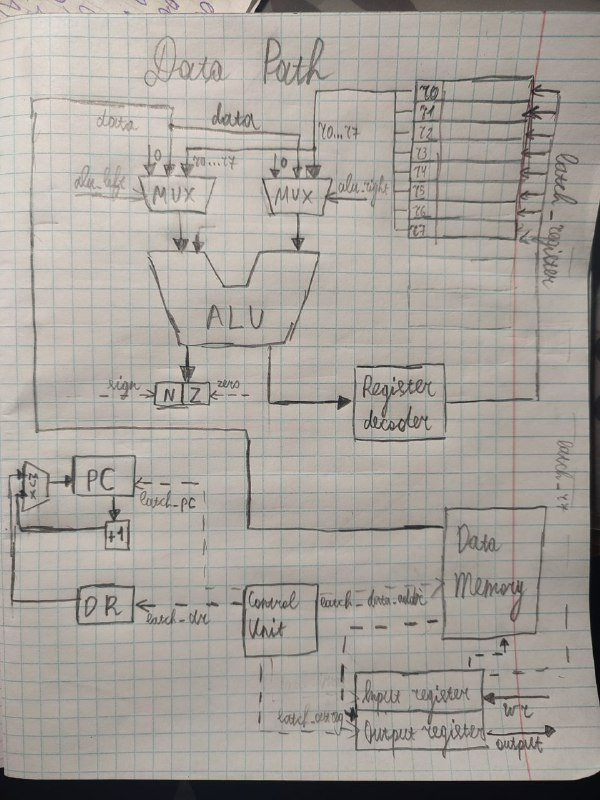 Data Path
data
data
0
r0...r7
0
r0...r7
alu_left
MUX
MUX
alu_right
r0
r1
r2
r3
r4
r5
r6
r7
latch_register
ALU
sign
N
Z
zero
Register
decoder
MUX
PC
latch_pc
+1
latch_r7
Data
Memory
DR
latch_dr
Control
Unit
latch_data_addr
Input register
wr
Output register
output